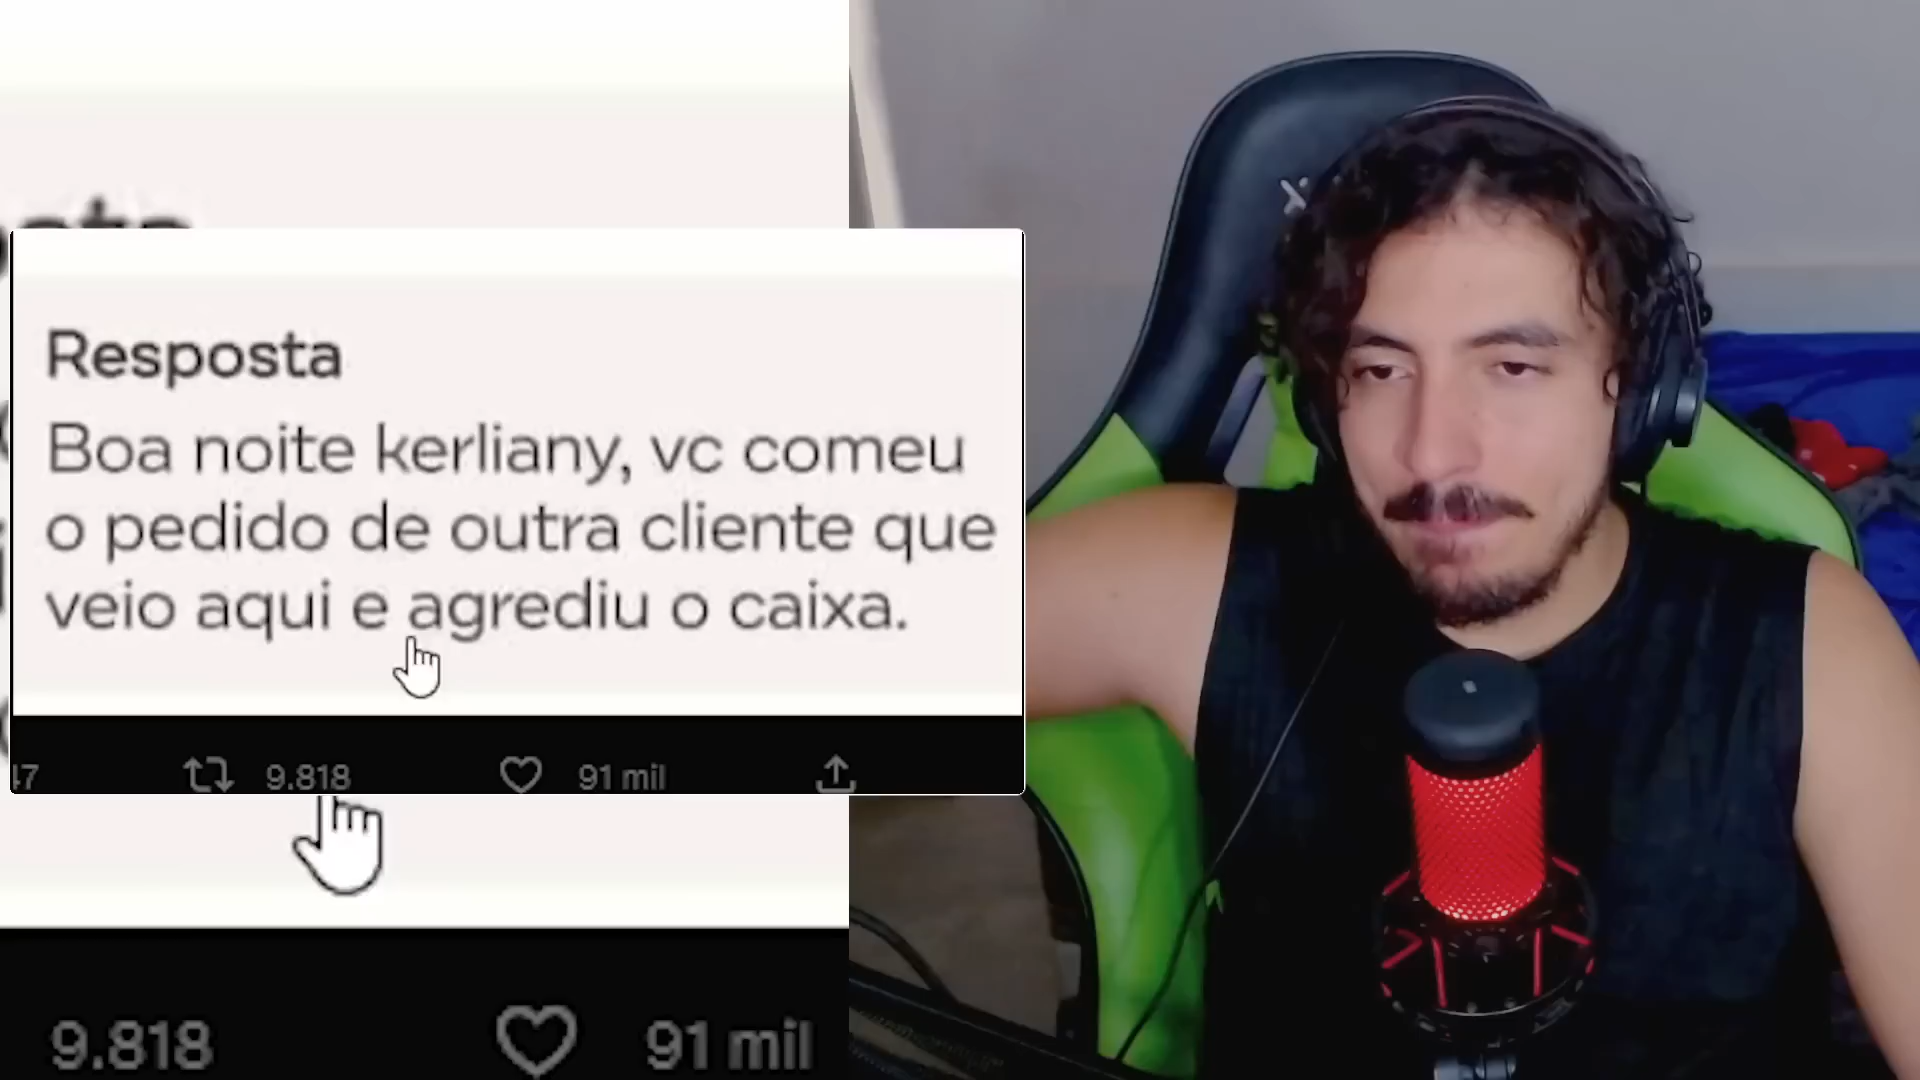 Resposta
Boa noite kerliany, vc comeu
o pedido de outra cliente que
veio aqui e agrediu o caixa.
9.818
91 mil
9.818
91 mil